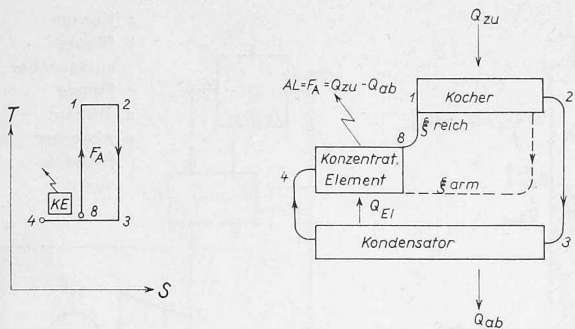 T
1
2
F_A
KE
4
8
3
S
Q_zu
AL=F_A=Q_zu-Q_ab
1
Kocher
2
ξ reich
8
Konzentrat.
Element
4
ξ arm
Q_El
Kondensator
3
Q_ab